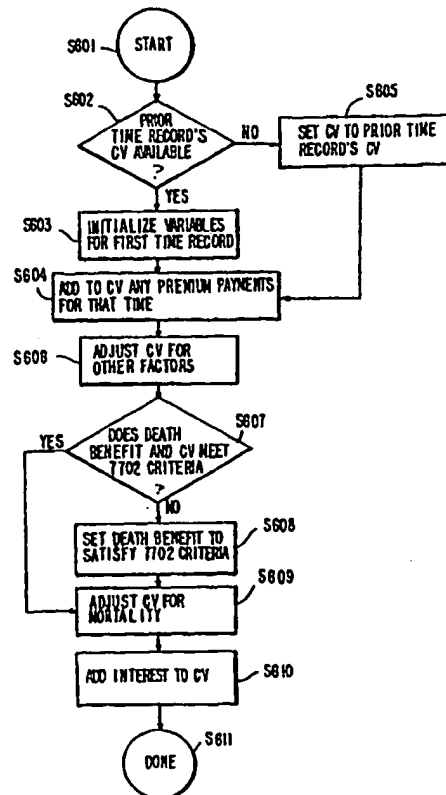 S601
START
S602
PRIOR
TIME RECORD'S
CV AVAILABLE
?
NO
S605
SET CV TO PRIOR TIME
RECORD'S CV
YES
S603
INITIALIZE VARIABLES
FOR FIRST TIME RECORD
S604
ADD TO CV ANY PREMIUM PAYMENTS
FOR THAT TIME
S606
ADJUST CV FOR
OTHER FACTORS
S607
YES
DOES DEATH
BENEFIT AND CV MEET
7702 CRITERIA
?
NO
S608
SET DEATH BENEFIT TO
SATISFY 7702 CRITERIA
S609
ADJUST CV FOR
MORTALITY
S610
ADD INTEREST TO CV
S611
DONE